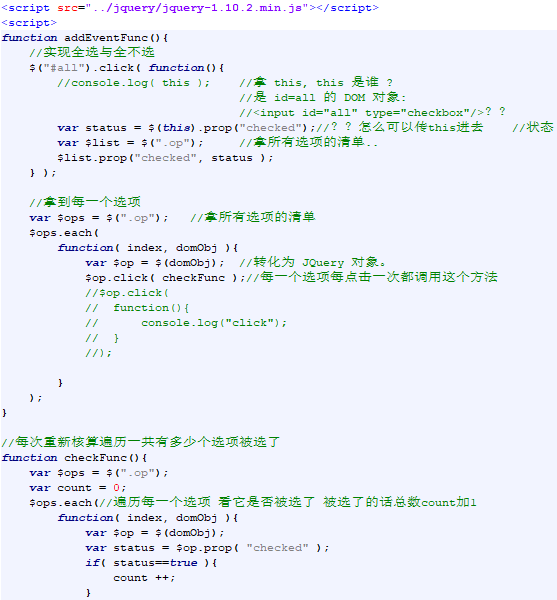 <script src="../jquery/jquery-1.10.2.min.js"></script>
<script>
function addEventFunc(){
    //实现全选与全不选
    $("#all").click( function(){
        //console.log( this );    //拿 this, this 是谁 ?
                                  //是 id=all 的 DOM 对象:
                                  //<input id="all" type="checkbox"/>? ?
        var status = $(this).prop("checked");//? ? 怎么可以传this进去    //状态
        var $list = $(".op");     //拿所有选项的清单..
        $list.prop("checked", status );
    } );
    //拿到每一个选项
    var $ops = $(".op");   //拿所有选项的清单
    $ops.each(
        function( index, domObj ){
            var $op = $(domObj);  //转化为 JQuery 对象。
            $op.click( checkFunc );//每一个选项每点击一次都调用这个方法
            //$op.click(
            //  function(){
            //      console.log("click");
            //  }
            //);
        }
    );
}
//每次重新核算遍历一共有多少个选项被选了
function checkFunc(){
    var $ops = $(".op");
    var count = 0;
    $ops.each(//遍历每一个选项 看它是否被选了 被选了的话总数count加1
        function( index, domObj ){
            var $op = $(domObj);
            var status = $op.prop( "checked" );
            if( status==true ){
                count ++;
            }